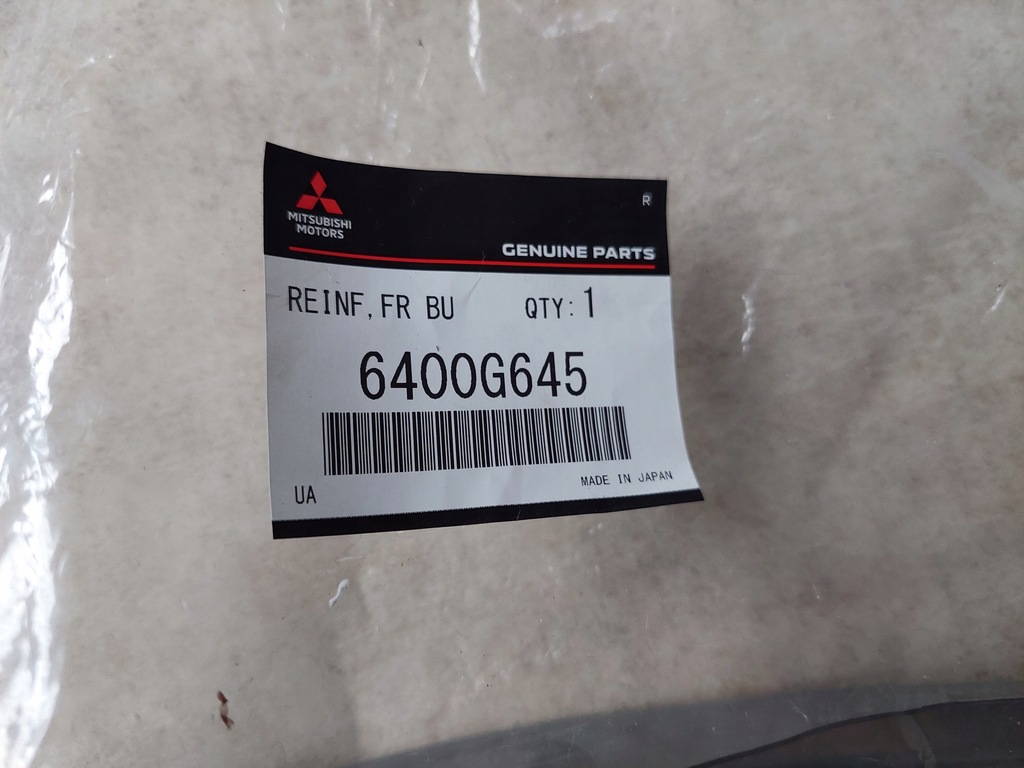 MITSUBISHI
MOTORS
R
GENUINE PARTS
REINF,FR BU QTY: 1
6400G645
UA
MADE IN JAPAN